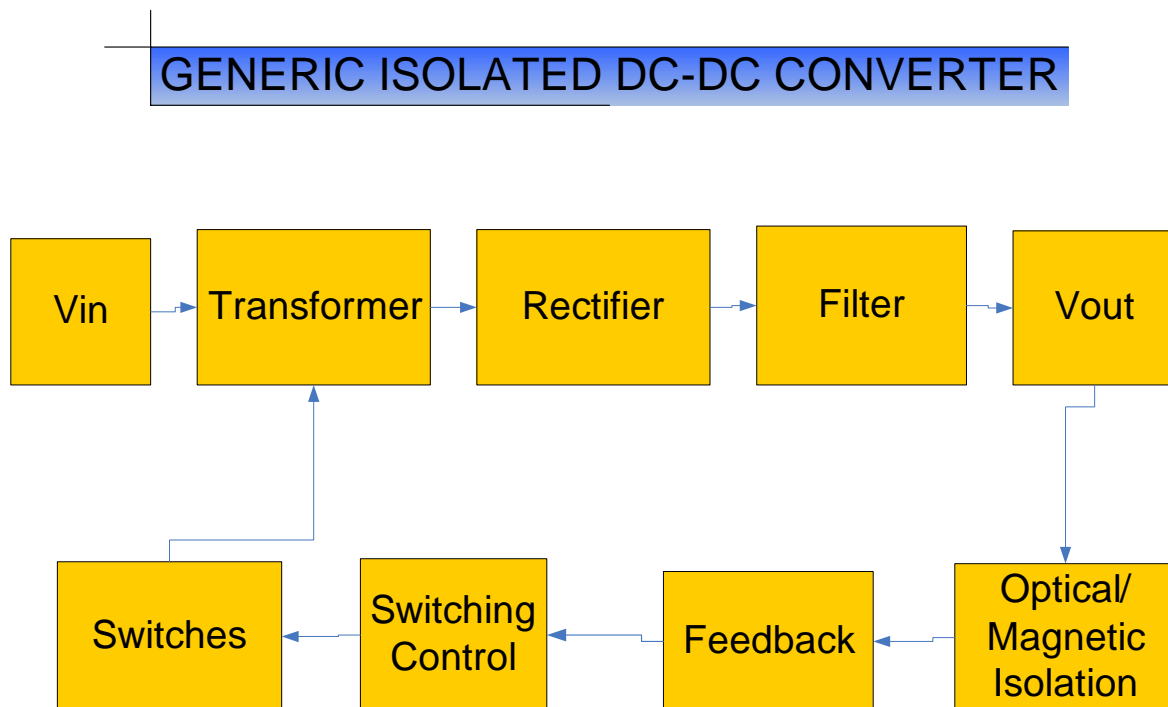 GENERIC ISOLATED DC-DC CONVERTER
Vin
Transformer
Rectifier
Filter
Vout
Switches
Switching
Control
Feedback
Optical/
Magnetic
Isolation